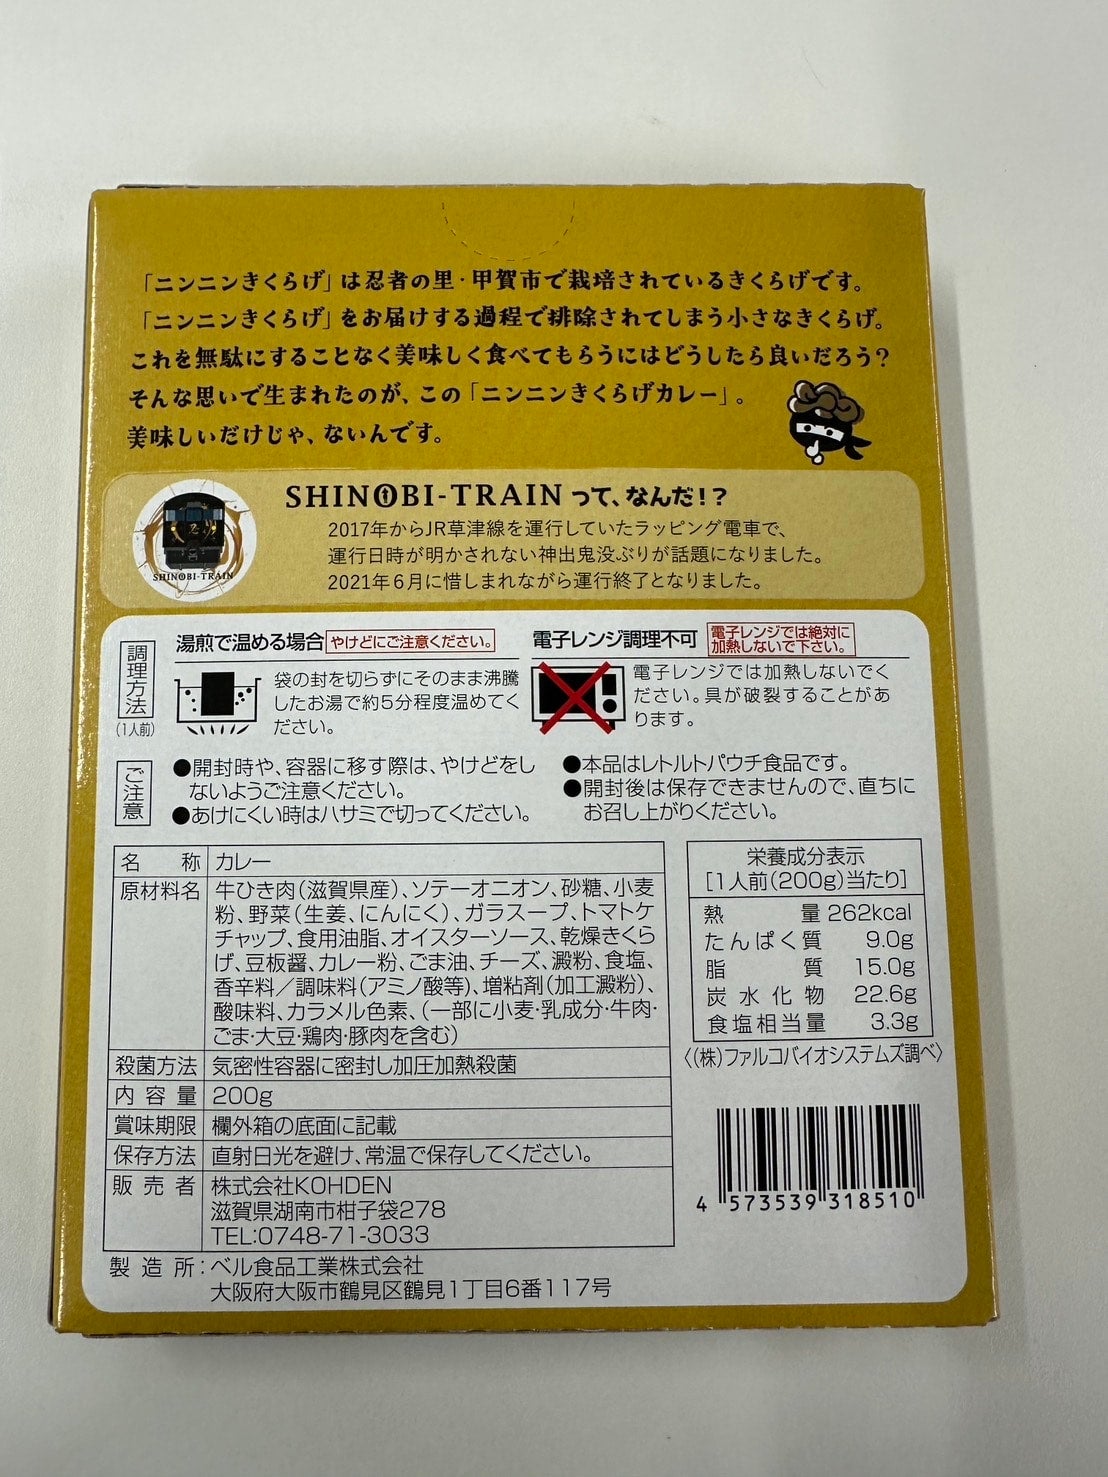 「ニンニンきくらげ」は忍者の里・甲賀市で栽培されているきくらげです。
「ニンニンきくらげ」をお届けする過程で排除されてしまう小さなきくらげ。
これを無駄にすることなく美味しく食べてもらうにはどうしたら良いだろう?
そんな思いで生まれたのが、この「ニンニンきくらげカレー」。
美味しいだけじゃ、ないんです。
SHINOBI-TRAIN
SHINOBI-TRAINって、なんだ!?
2017年からJR草津線を運行していたラッピング電車で、
運行日時が明かされない神出鬼没ぶりが話題になりました。
2021年6月に惜しまれながら運行終了となりました。
調理方法
(1人前)
湯煎で温める場合 やけどにご注意ください。
袋の封を切らずにそのまま沸騰
したお湯で約5分程度温めてく
ださい。
電子レンジ調理不可 電子レンジでは絶対に
加熱しないで下さい。
電子レンジでは加熱しないでく
ださい。具が破裂することがあ
ります。
ご注意
●開封時や、容器に移す際は、やけどをし
ないようご注意ください。
●あけにくい時はハサミで切ってください。
●本品はレトルトパウチ食品です。
●開封後は保存できませんので、直ちに
お召し上がりください。
名称 カレー
原材料名 牛ひき肉(滋賀県産)、ソテーオニオン、砂糖、小麦
粉、野菜(生姜、にんにく)、ガラスープ、トマトケ
チャップ、食用油脂、オイスターソース、乾燥きくら
げ、豆板醤、カレー粉、ごま油、チーズ、澱粉、食塩、
香辛料/調味料(アミノ酸等)、増粘剤(加工澱粉)、
酸味料、カラメル色素、(一部に小麦・乳成分・牛肉・
ごま・大豆・鶏肉・豚肉を含む)
殺菌方法 気密性容器に密封し加圧加熱殺菌
内容量 200g
賞味期限 欄外箱の底面に記載
保存方法 直射日光を避け、常温で保存してください。
販売者 株式会社KOHDEN
滋賀県湖南市柑子袋278
TEL:0748-71-3033
製造所:ベル食品工業株式会社
大阪府大阪市鶴見区鶴見1丁目6番117号
栄養成分表示
[1人前(200g)当たり]
熱量 262kcal
たんぱく質 9.0g
脂質 15.0g
炭水化物 22.6g
食塩相当量 3.3g
〈(株)ファルコバイオシステムズ調べ〉
4 573539 318510